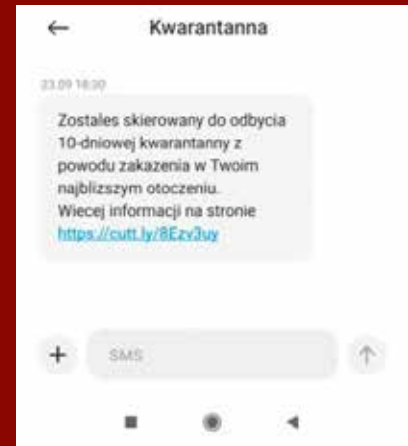 Kwarantanna
23.09 18:30
Zostales skierowany do odbycia
10-dniowej kwarantanny z
powodu zakazenia w Twoim
najblizszym otoczeniu.
Wiecej informacji na stronie
https://cutt.ly/8Ezv3uy
SMS